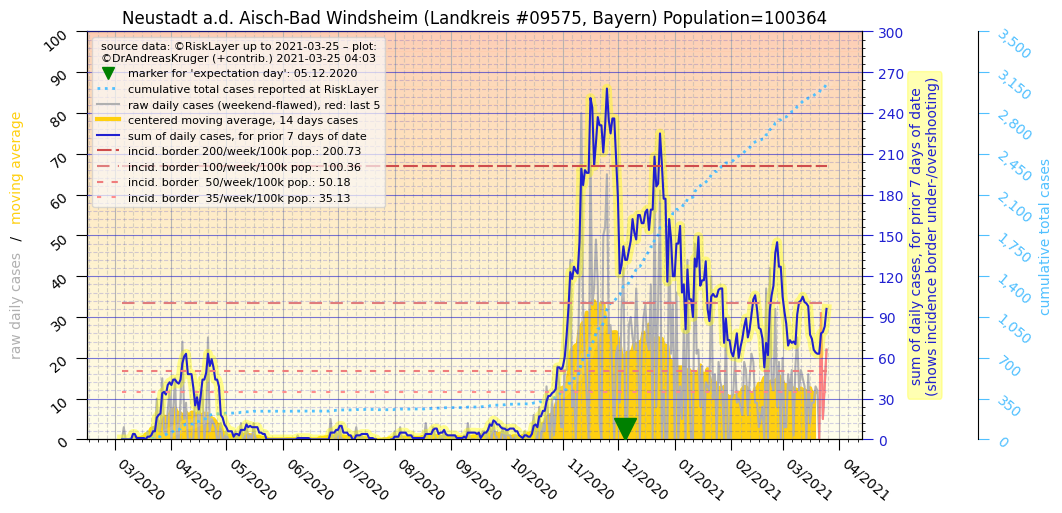 Neustadt a.d. Aisch-Bad Windsheim (Landkreis #09575, Bayern) Population=100364
source data: ©RiskLayer up to 2021-03-25 – plot:
©DrAndreasKruger (+contrib.) 2021-03-25 04:03
marker for 'expectation day': 05.12.2020
cumulative total cases reported at RiskLayer
raw daily cases (weekend-flawed), red: last 5
centered moving average, 14 days cases
sum of daily cases, for prior 7 days of date
incid. border 200/week/100k pop.: 200.73
incid. border 100/week/100k pop.: 100.36
incid. border  50/week/100k pop.: 50.18
incid. border  35/week/100k pop.: 35.13
raw daily cases  /  moving average
100
90
80
70
60
50
40
30
20
10
0
03/2020
04/2020
05/2020
06/2020
07/2020
08/2020
09/2020
10/2020
11/2020
12/2020
01/2021
02/2021
03/2021
04/2021
300
270
240
210
180
150
120
90
60
30
0
sum of daily cases, for prior 7 days of date
(shows incidence border under-/overshooting)
3,500
3,150
2,800
2,450
2,100
1,750
1,400
1,050
700
350
0
cumulative total cases